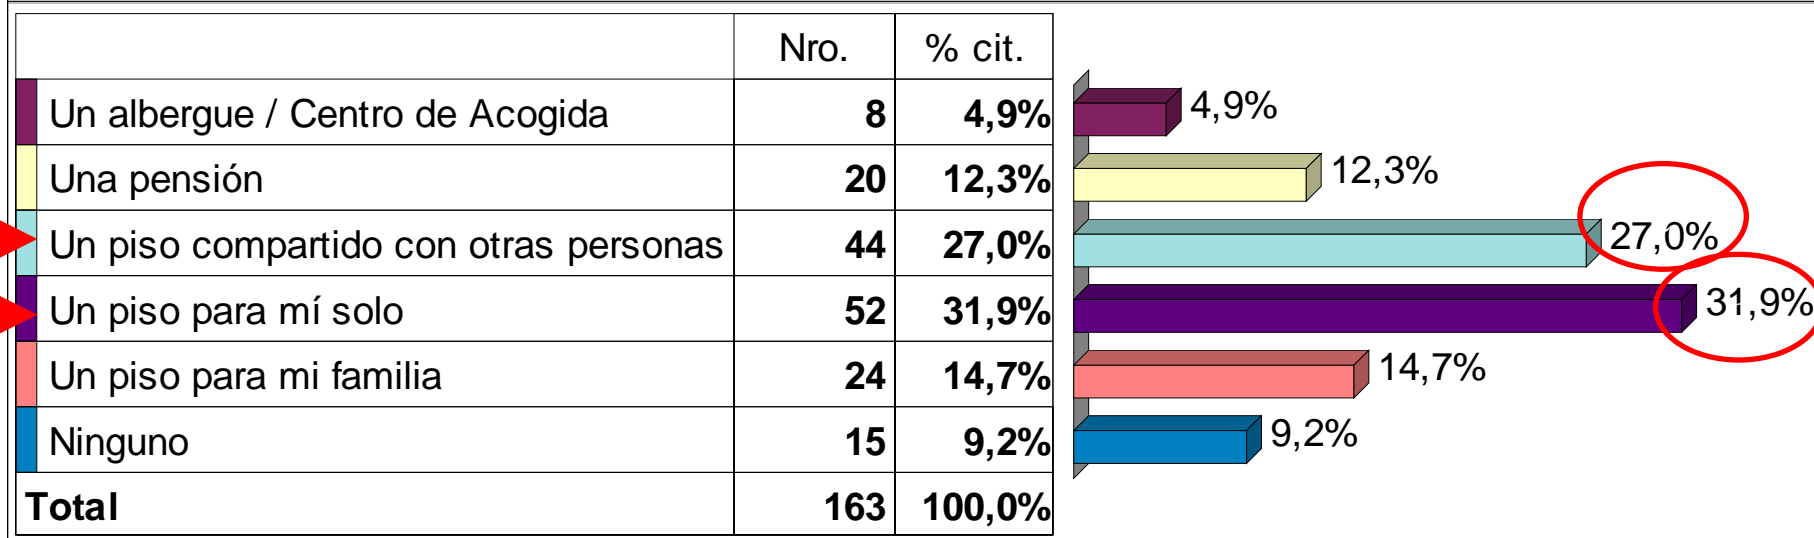 Nro. % cit.
Un albergue / Centro de Acogida 8 4,9% 4,9%
Una pensión 20 12,3% 12,3%
Un piso compartido con otras personas 44 27,0% 27,0%
Un piso para mí solo 52 31,9% 31,9%
Un piso para mi familia 24 14,7% 14,7%
Ninguno 15 9,2% 9,2%
Total 163 100,0%